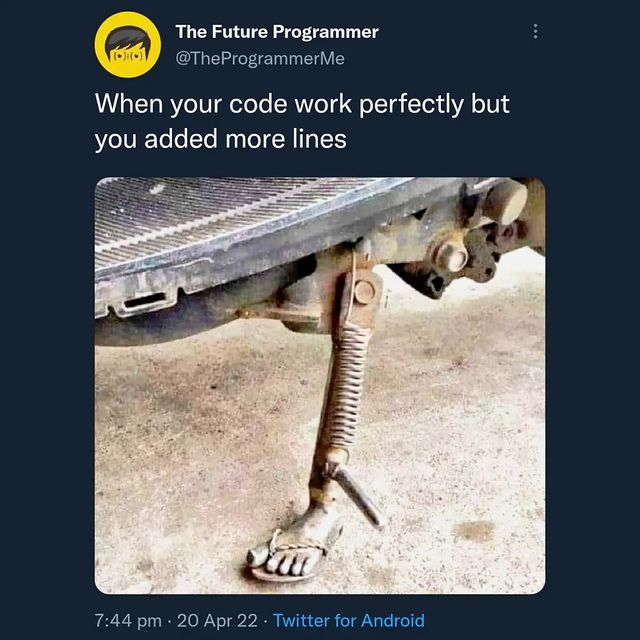 The Future Programmer
@TheProgrammerMe
When your code work perfectly but
you added more lines
7:44 pm · 20 Apr 22 · Twitter for Android